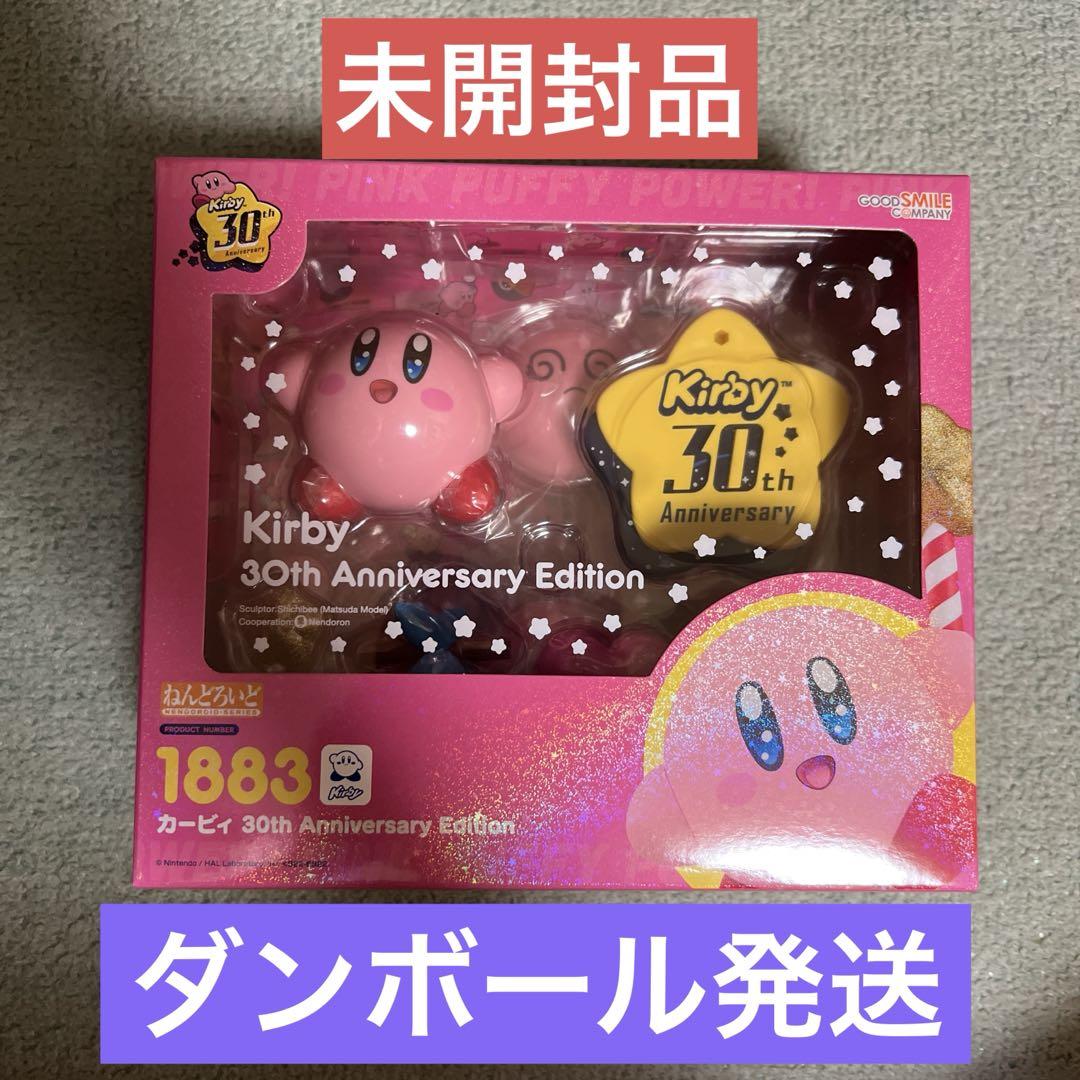 未開封品
PINK PUFFY POWER!
Kirby
30th
Anniversary
GOOD SMILE
COMPANY
Kirby™
30th
Anniversary
Kirby
30th Anniversary Edition
Sculptor:Shichibee (Matsuda Model)
Cooperation: Nendoron
ねんどろいど
NENDOROID・SERIES
PRODUCT NUMBER
1883
Kirby
カービィ 30th Anniversary Edition
© Nintendo / HAL Laboratory, Inc.
ダンボール発送